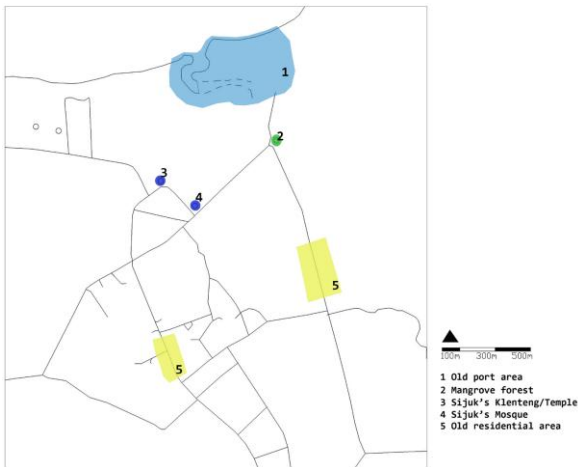 1
2
3
4
5
5
100m 300m 500m
1 Old port area
2 Mangrove forest
3 Sijuk's Klenteng/Temple
4 Sijuk's Mosque
5 Old residential area